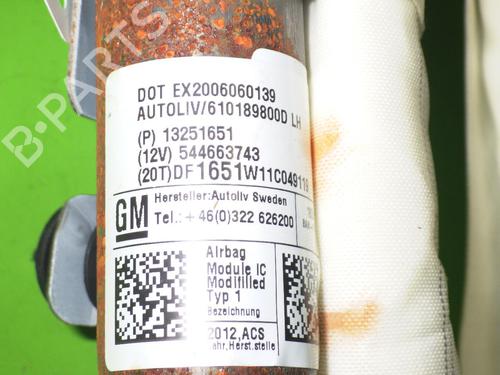 B-PARTS
DOT EX2006060139
AUTOLIV/610189800D LH
(P) 13251651
(12V) 544663743
(20T)DF1651W11C049119
GM
Hersteller:Autoliv Sweden
Tel.: +46(0)322 626200
Airbag
Module IC
Modifilled
Typ 1
Bezeichnung
2012,ACS
Jahr,Herst.stelle